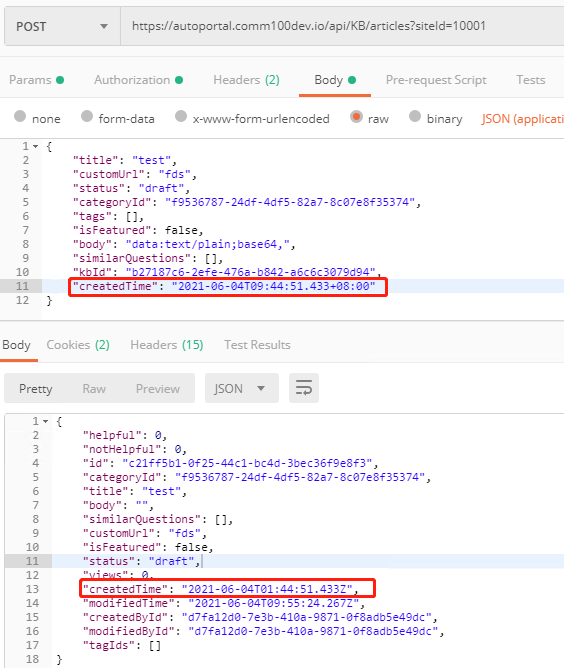 POST https://autoportal.comm100dev.io/api/KB/articles?siteId=10001
Params Authorization Headers (2) Body Pre-request Script Tests
none form-data x-www-form-urlencoded raw binary JSON (applicati
1 {
2 "title": "test",
3 "customUrl": "fds",
4 "status": "draft",
5 "categoryId": "f9536787-24df-4df5-82a7-8c07e8f35374",
6 "tags": [],
7 "isFeatured": false,
8 "body": "data:text/plain;base64,",
9 "similarQuestions": [],
10 "kbId": "b27187c6-2efe-476a-b842-a6c6c3079d94",
11 "createdTime": "2021-06-04T09:44:51.433+08:00"
12 }
Body Cookies (2) Headers (15) Test Results
Pretty Raw Preview JSON
1 {
2 "helpful": 0,
3 "notHelpful": 0,
4 "id": "c21ff5b1-0f25-44c1-bc4d-3bec36f9e8f3",
5 "categoryId": "f9536787-24df-4df5-82a7-8c07e8f35374",
6 "title": "test",
7 "body": "",
8 "similarQuestions": [],
9 "customUrl": "fds",
10 "isFeatured": false,
11 "status": "draft",
12 "views": 0,
13 "createdTime": "2021-06-04T01:44:51.433Z",
14 "modifiedTime": "2021-06-04T09:55:24.267Z",
15 "createdById": "d7fa12d0-7e3b-410a-9871-0f8adb5e49dc",
16 "modifiedById": "d7fa12d0-7e3b-410a-9871-0f8adb5e49dc",
17 "tagIds": []
18 }